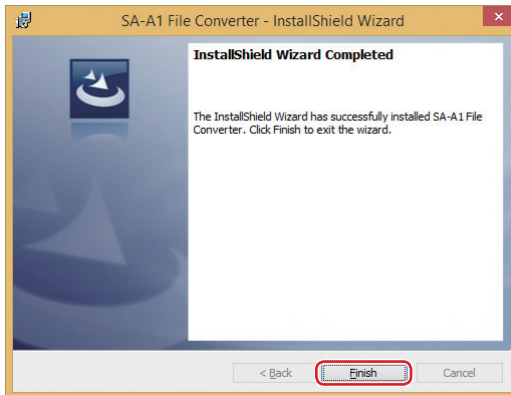 SA-A1 File Converter - InstallShield Wizard
InstallShield Wizard Completed
The InstallShield Wizard has successfully installed SA-A1 File
Converter. Click Finish to exit the wizard.
< Back Finish Cancel